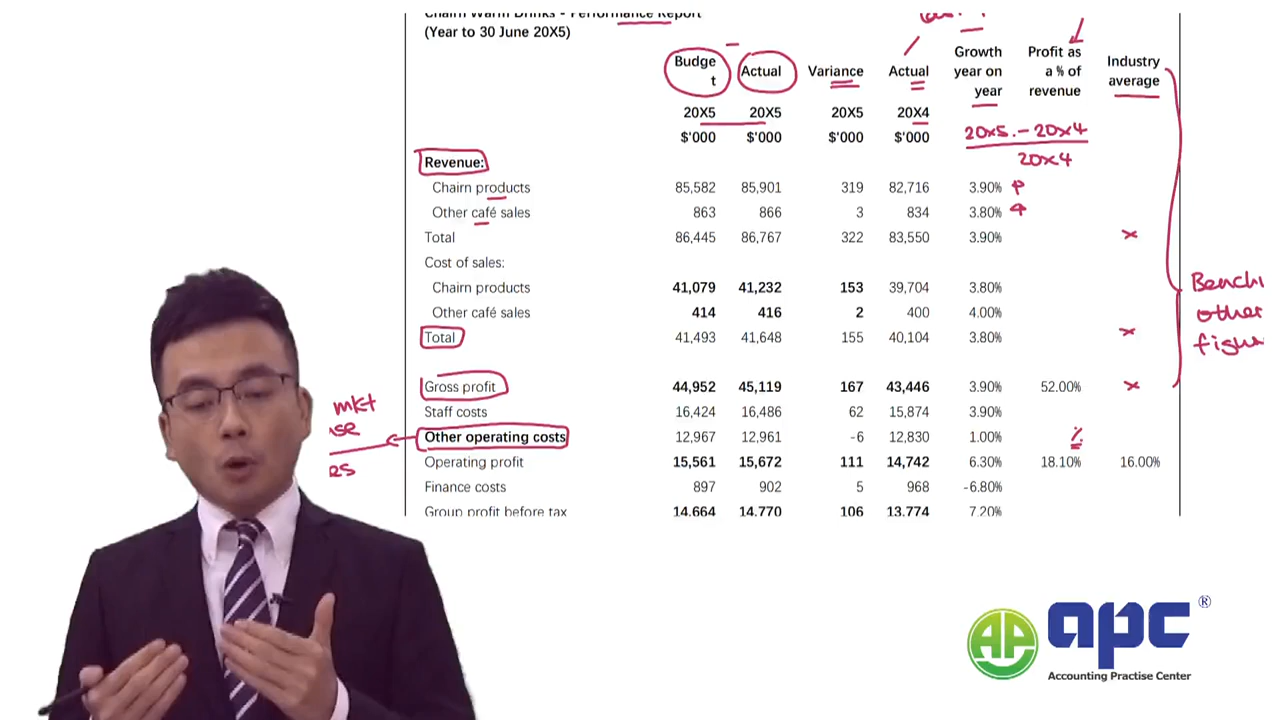 Chairn Warm Drinks - Performance Report
(Year to 30 June 20X5)
Budge
t Actual Variance Actual Growth
year on
year Profit as
a % of
revenue Industry
average
20X5 20X5 20X5 20X4
$'000 $'000 $'000 $'000
20x5. - 20x4
20x4
Revenue:
Chairn products 85,582 85,901 319 82,716 3.90%
Other café sales 863 866 3 834 3.80%
Total 86,445 86,767 322 83,550 3.90%
Cost of sales:
Chairn products 41,079 41,232 153 39,704 3.80%
Other café sales 414 416 2 400 4.00%
Total 41,493 41,648 155 40,104 3.80%
other
Gross profit 44,952 45,119 167 43,446 3.90% 52.00%
Staff costs 16,424 16,486 62 15,874 3.90%
mkt
Other operating costs 12,967 12,961 -6 12,830 1.00% %
Operating profit 15,561 15,672 111 14,742 6.30% 18.10% 16.00%
Finance costs 897 902 5 968 -6.80%
Group profit before tax 14,664 14,770 106 13,774 7.20%
AP apc ®
Accounting Practise Center